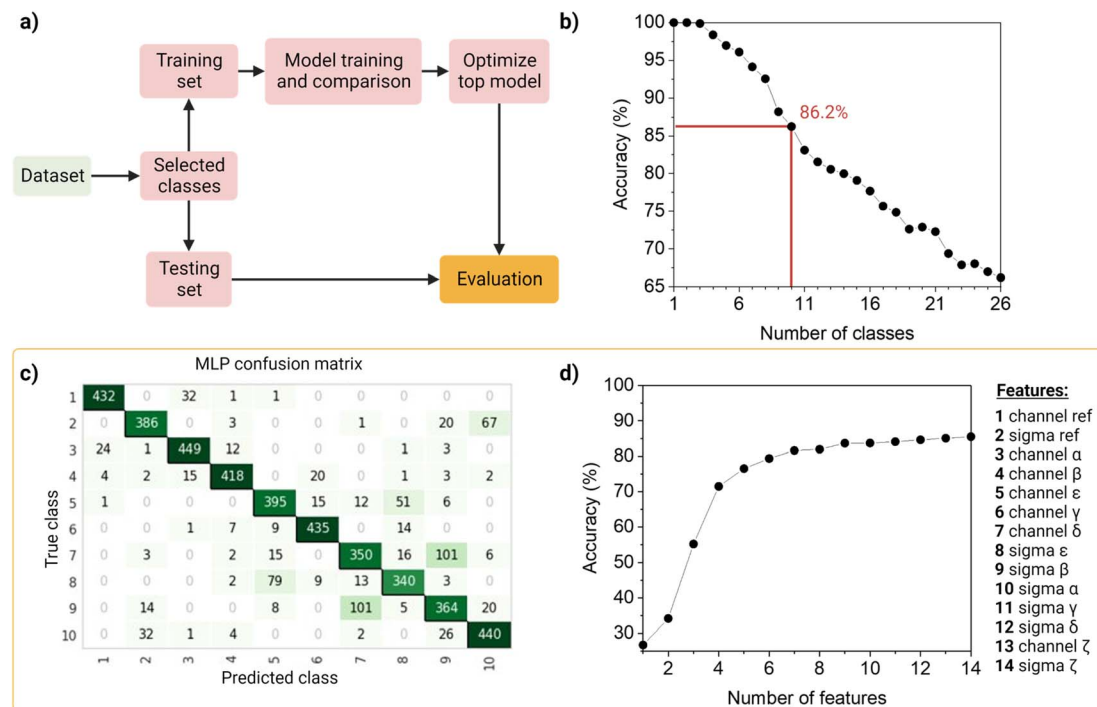 a)
Dataset
Selected
classes
Training
set
Model training
and comparison
Optimize
top model
Testing
set
Evaluation
b)
Accuracy (%)
100
95
90
85
80
75
70
65
86.2%
1 6 11 16 21 26
Number of classes
c)
MLP confusion matrix
True class
1 432 0 32 1 1 0 0 0 0 0
2 0 386 0 3 0 0 1 0 20 67
3 24 1 449 12 0 0 0 1 3 0
4 4 2 15 418 0 20 0 1 3 2
5 1 0 0 0 395 15 12 51 6 0
6 0 0 1 7 9 435 0 14 0 0
7 0 3 0 2 15 0 350 16 101 6
8 0 0 0 2 79 9 13 340 3 0
9 0 14 0 0 8 0 101 5 364 20
10 0 32 1 4 0 0 2 0 26 440
1 2 3 4 5 6 7 8 9 10
Predicted class
d)
Accuracy (%)
100
90
80
70
60
50
40
30
2 4 6 8 10 12 14
Number of features
Features:
1 channel ref
2 sigma ref
3 channel α
4 channel β
5 channel ε
6 channel γ
7 channel δ
8 sigma ε
9 sigma β
10 sigma α
11 sigma γ
12 sigma δ
13 channel ζ
14 sigma ζ